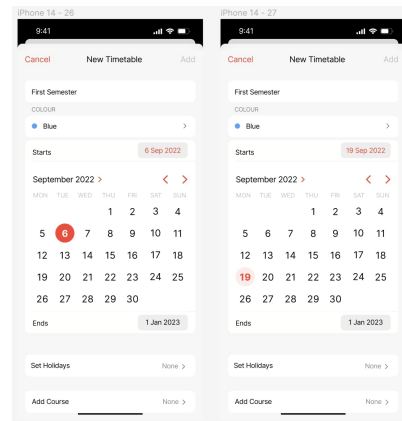 iPhone 14 - 26
9:41
Cancel New Timetable Add
First Semester
COLOUR
Blue
Starts 6 Sep 2022
September 2022
MON TUE WED THU FRI SAT SUN
1 2 3 4
5 6 7 8 9 10 11
12 13 14 15 16 17 18
19 20 21 22 23 24 25
26 27 28 29 30
Ends 1 Jan 2023
Set Holidays None
Add Course None
iPhone 14 - 27
9:41
Cancel New Timetable Add
First Semester
COLOUR
Blue
Starts 19 Sep 2022
September 2022
MON TUE WED THU FRI SAT SUN
1 2 3 4
5 6 7 8 9 10 11
12 13 14 15 16 17 18
19 20 21 22 23 24 25
26 27 28 29 30
Ends 1 Jan 2023
Set Holidays None
Add Course None